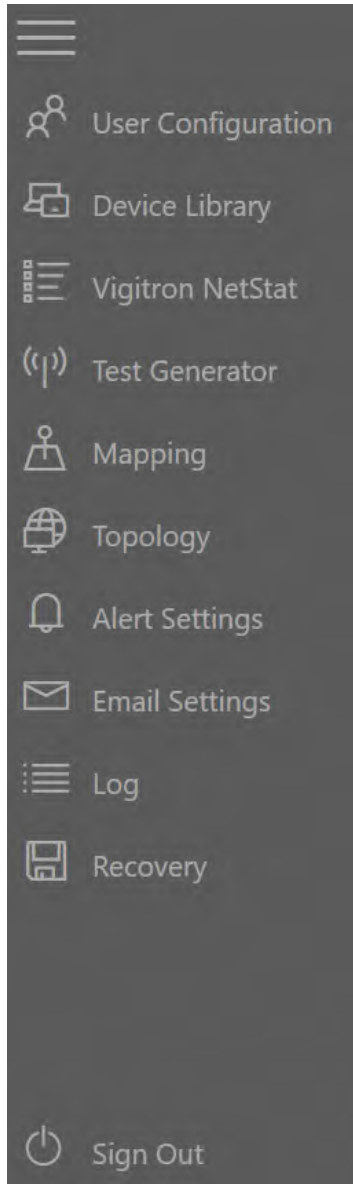 User Configuration
Device Library
Vigitron NetStat
Test Generator
Mapping
Topology
Alert Settings
Email Settings
Log
Recovery
Sign Out